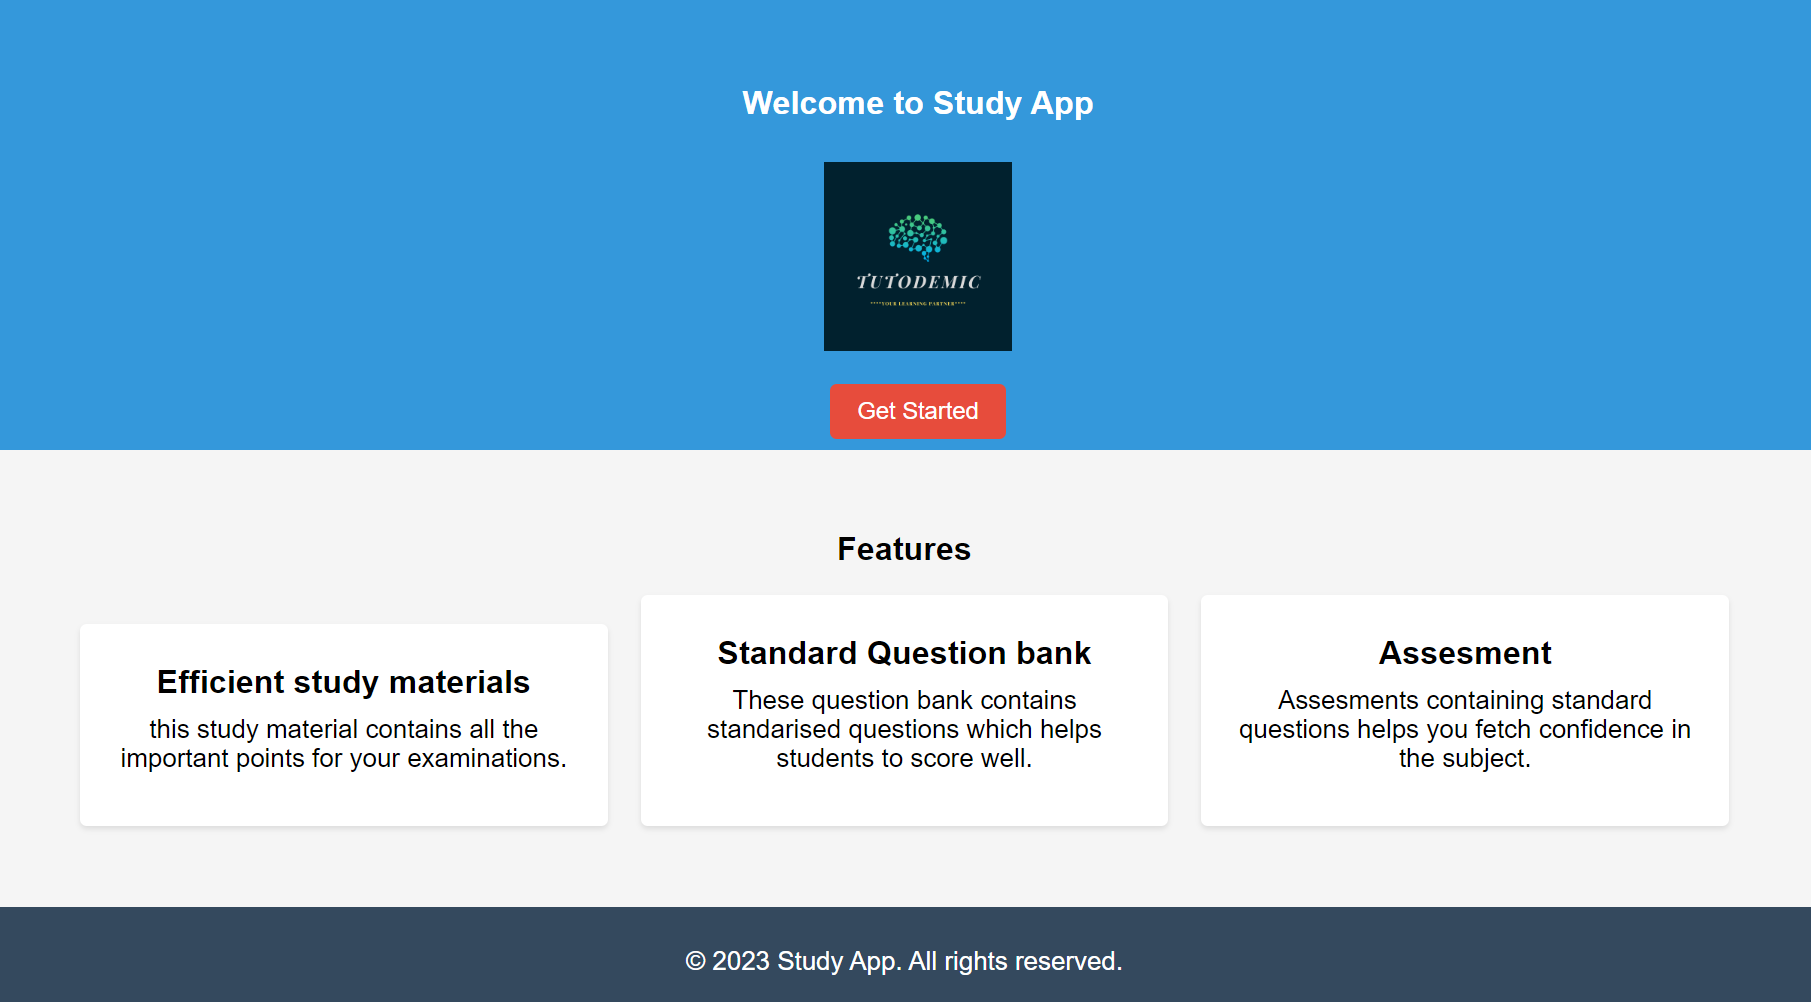 Welcome to Study App
TUTODEMIC
****YOUR LEARNING PARTNER****
Get Started
Features
Efficient study materials
this study material contains all the
important points for your examinations.
Standard Question bank
These question bank contains
standarised questions which helps
students to score well.
Assesment
Assesments containing standard
questions helps you fetch confidence in
the subject.
© 2023 Study App. All rights reserved.